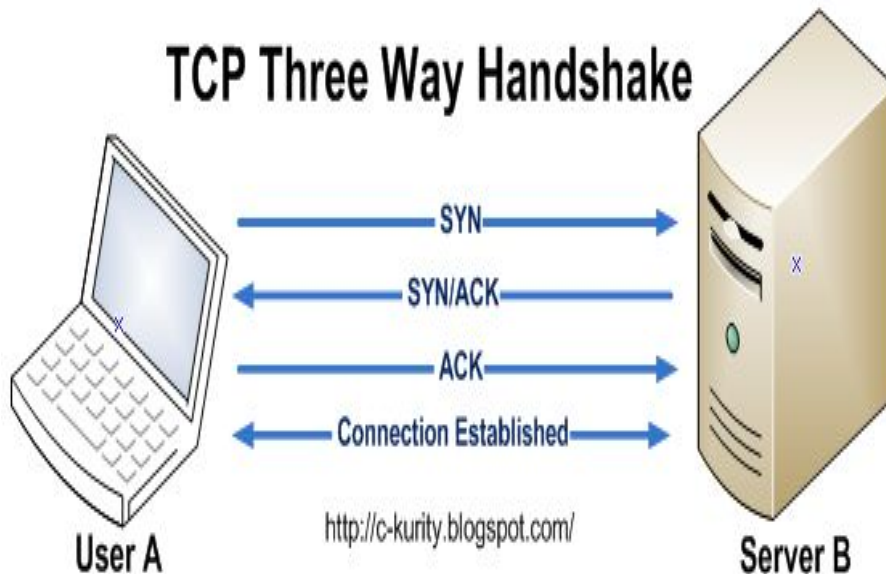 TCP Three Way Handshake
SYN
SYN/ACK
ACK
Connection Established
http://c-kurity.blogspot.com/
User A
Server B